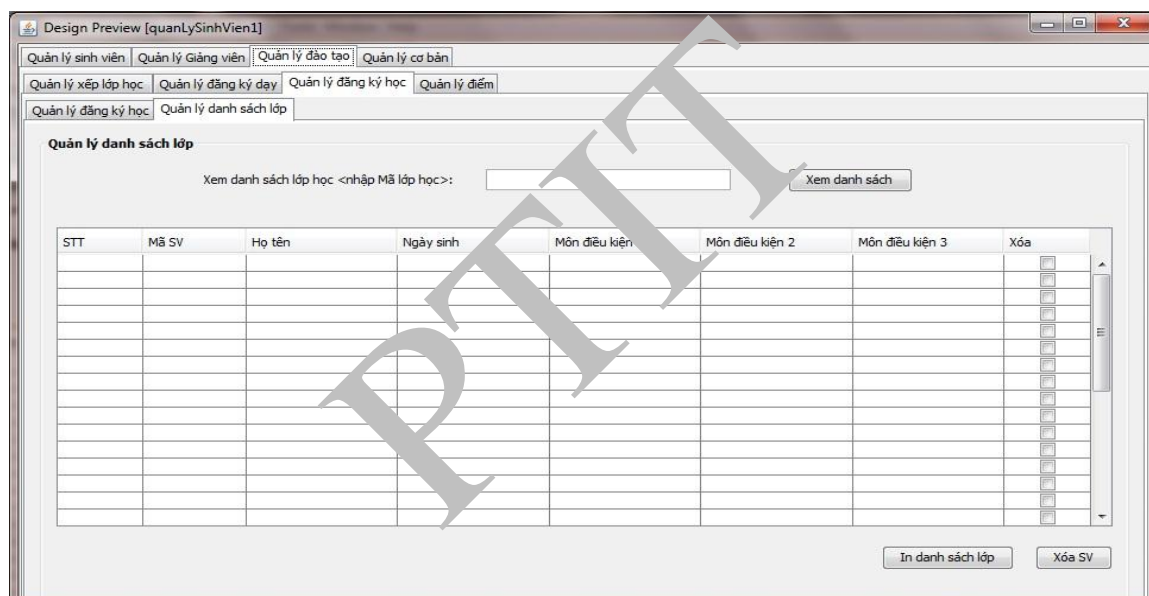 Design Preview [quanLySinhVien1]
Quản lý sinh viên Quản lý Giảng viên Quản lý đào tạo Quản lý cơ bản
Quản lý xếp lớp học Quản lý đăng ký dạy Quản lý đăng ký học Quản lý điểm
Quản lý đăng ký học Quản lý danh sách lớp
Quản lý danh sách lớp
Xem danh sách lớp học <nhập Mã lớp học>: Xem danh sách
STT Mã SV Họ tên Ngày sinh Môn điều kiện Môn điều kiện 2 Môn điều kiện 3 Xóa
PTIT
In danh sách lớp Xóa SV